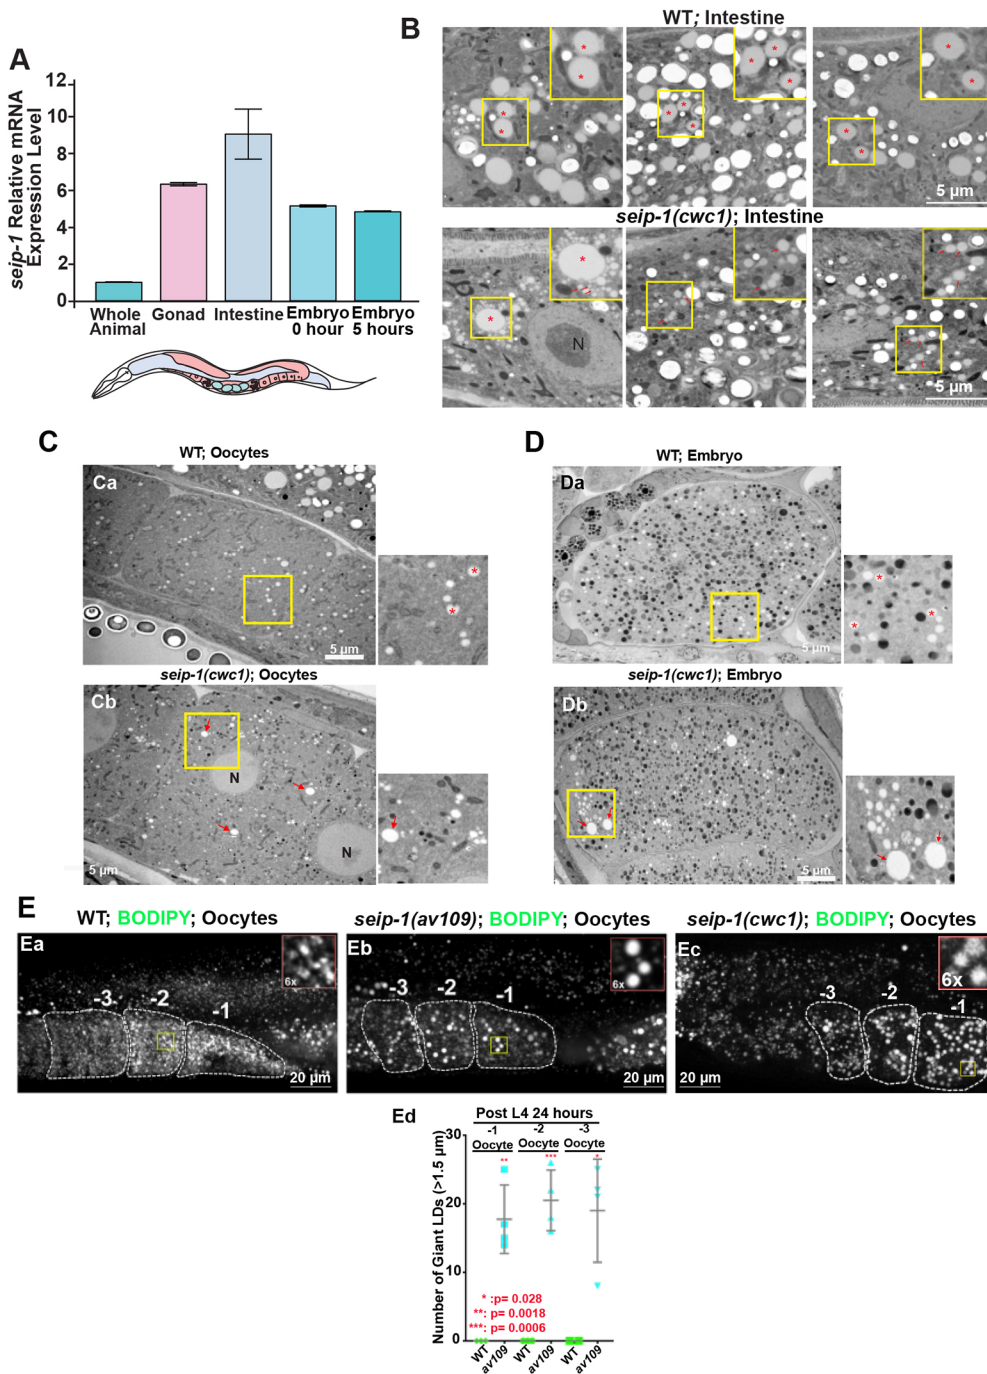 A
seip-1 Relative mRNA
Expression Level
12
10
8
6
4
2
0
Whole
Animal
Gonad
Intestine
Embryo
0 hour
Embryo
5 hours
B
WT; Intestine
* * * * * * * * * *
5 µm
seip-1(cwc1); Intestine
* *
N
5 µm
C
WT; Oocytes
Ca
5 µm
* *
seip-1(cwc1); Oocytes
Cb
N
N
5 µm
D
WT; Embryo
Da
5 µm
* * *
seip-1(cwc1); Embryo
Db
5 µm
E
WT; BODIPY; Oocytes
Ea
6x
-3
-2
-1
20 µm
seip-1(av109); BODIPY; Oocytes
Eb
6x
-3
-2
-1
20 µm
seip-1(cwc1); BODIPY; Oocytes
Ec
6x
-3
-2
-1
20 µm
Ed
Post L4 24 hours
-1
Oocyte
-2
Oocyte
-3
Oocyte
Number of Giant LDs (>1.5 µm)
30
20
10
0
** *** *
* :p= 0.028
**: p= 0.0018
***: p= 0.0006
WT
av109
WT
av109
WT
av109